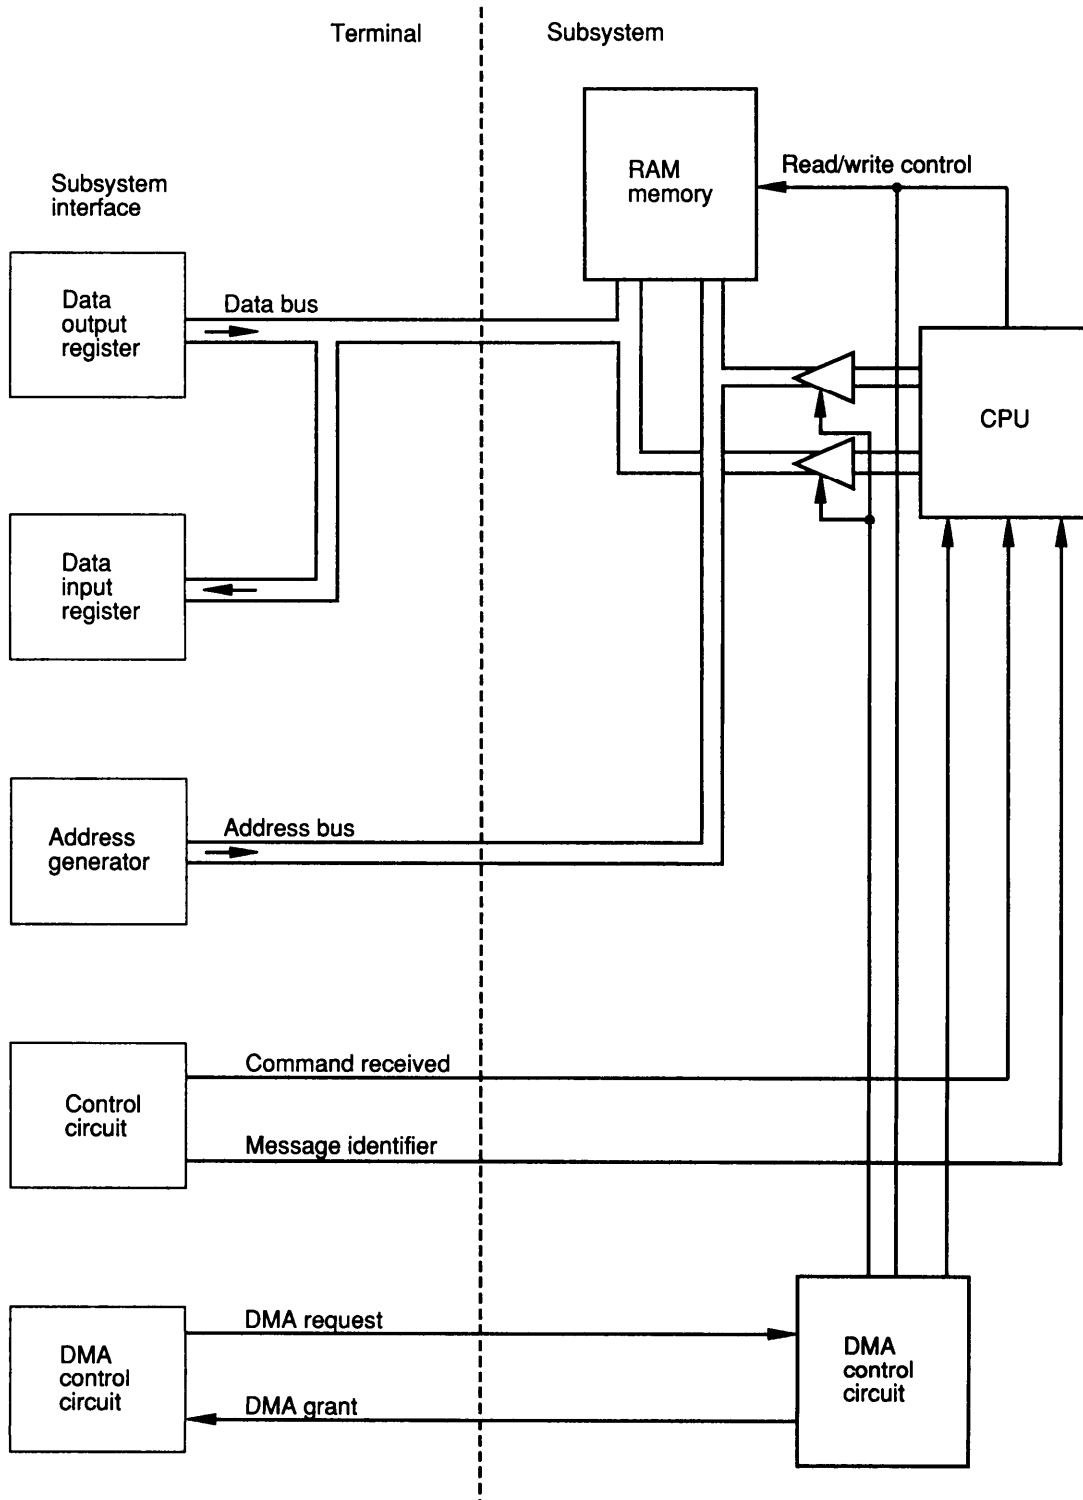 Terminal
Subsystem
RAM
memory
Read/write control
Subsystem
interface
Data
output
register
Data bus
CPU
Data
input
register
Address
generator
Address bus
Control
circuit
Command received
Message identifier
DMA
control
circuit
DMA request
DMA grant
DMA
control
circuit